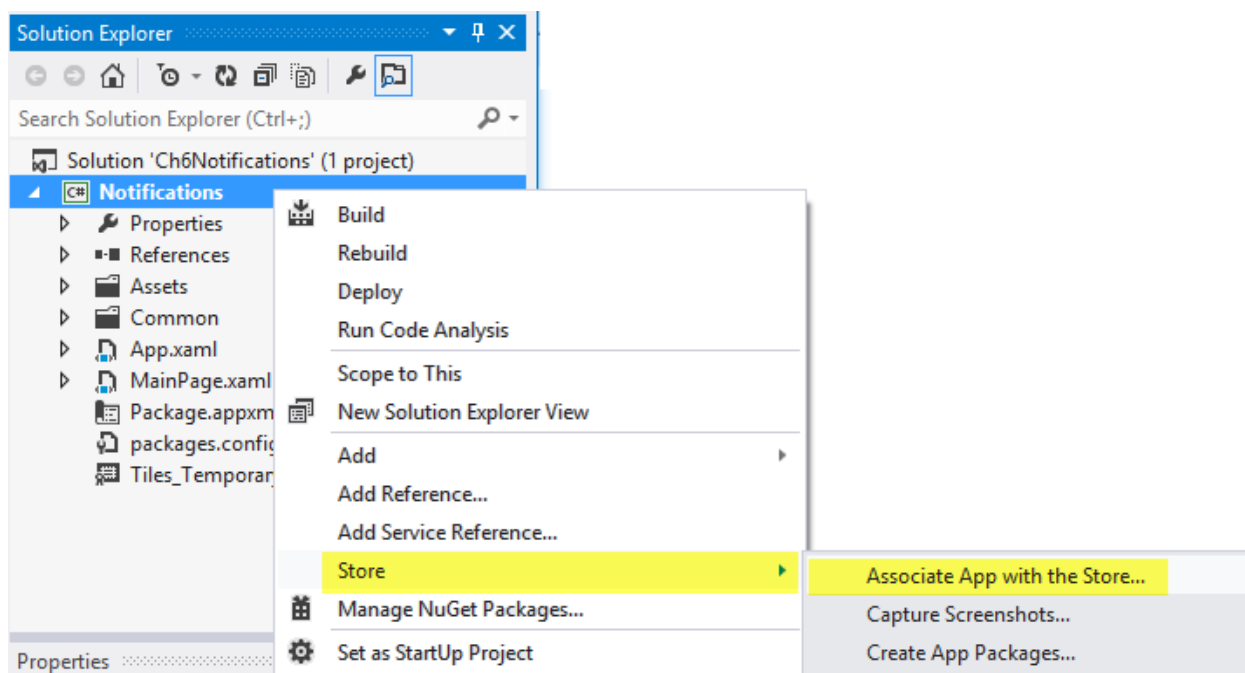 Solution Explorer
Search Solution Explorer (Ctrl+;)
Solution 'Ch6Notifications' (1 project)
C# Notifications
Properties
References
Assets
Common
App.xaml
MainPage.xaml
Package.appxm
packages.config
Tiles_Temporar
Properties
Build
Rebuild
Deploy
Run Code Analysis
Scope to This
New Solution Explorer View
Add
Add Reference...
Add Service Reference...
Store
Manage NuGet Packages...
Set as StartUp Project
Associate App with the Store...
Capture Screenshots...
Create App Packages...